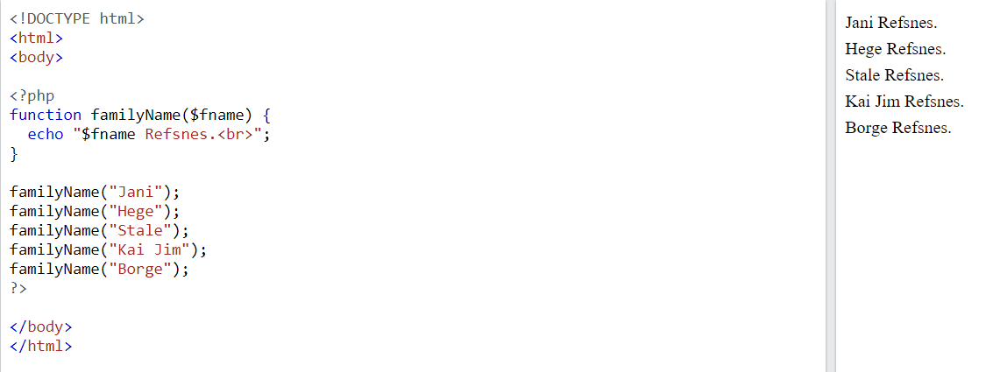 <!DOCTYPE html>
<html>
<body>
<?php
function familyName($fname) {
  echo "$fname Refsnes.<br>";
}
familyName("Jani");
familyName("Hege");
familyName("Stale");
familyName("Kai Jim");
familyName("Borge");
?>
</body>
</html>
Jani Refsnes.
Hege Refsnes.
Stale Refsnes.
Kai Jim Refsnes.
Borge Refsnes.